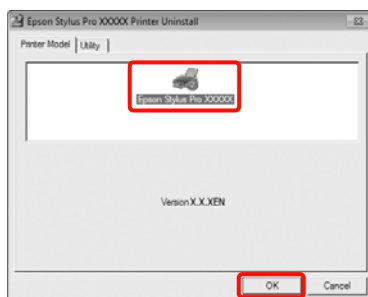 Epson Stylus Pro XXXXX Printer Uninstall
Printer Model Utility
Epson Stylus Pro XXXXX
Version X.X.XEN
OK Cancel